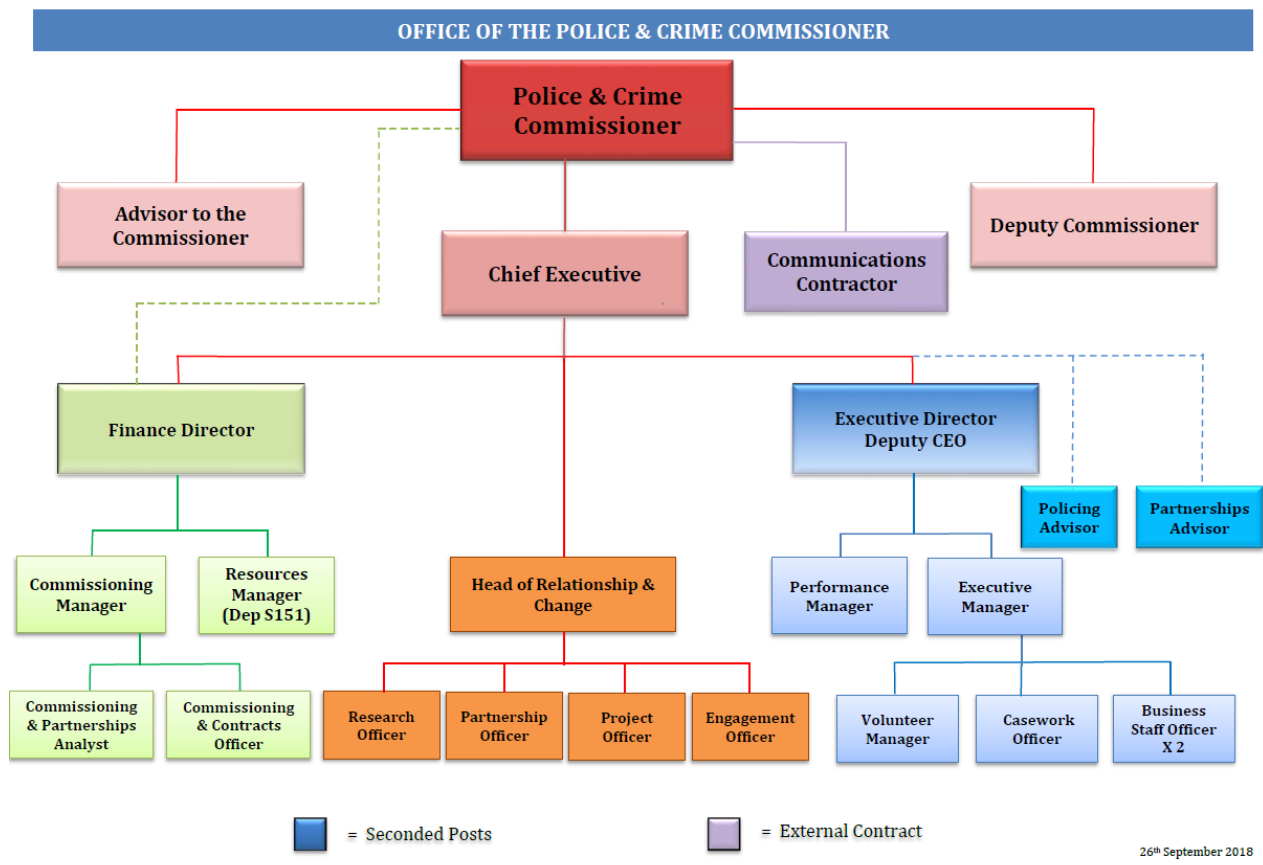 OFFICE OF THE POLICE & CRIME COMMISSIONER
Police & Crime
Commissioner
Advisor to the
Commissioner
Deputy Commissioner
Chief Executive
Communications
Contractor
Finance Director
Executive Director
Deputy CEO
Policing
Advisor
Partnerships
Advisor
Commissioning
Manager
Resources
Manager
(Dep S151)
Head of Relationship &
Change
Performance
Manager
Executive
Manager
Commissioning
& Partnerships
Analyst
Commissioning
& Contracts
Officer
Research
Officer
Partnership
Officer
Project
Officer
Engagement
Officer
Volunteer
Manager
Casework
Officer
Business
Staff Officer
X 2
= Seconded Posts
= External Contract
26th September 2018